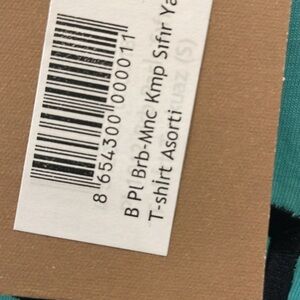 8 654300 000011
B Pl Brb-Mnc Kmp Sıfır Ya
T-shirt Asorti